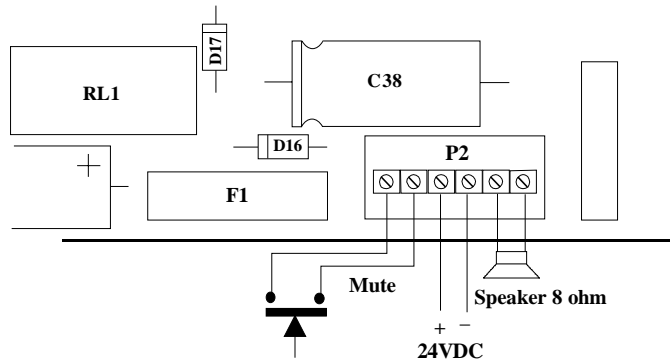 D17
RL1
C38
D16
P2
F1
+
Mute
Speaker 8 ohm
+ −
24VDC